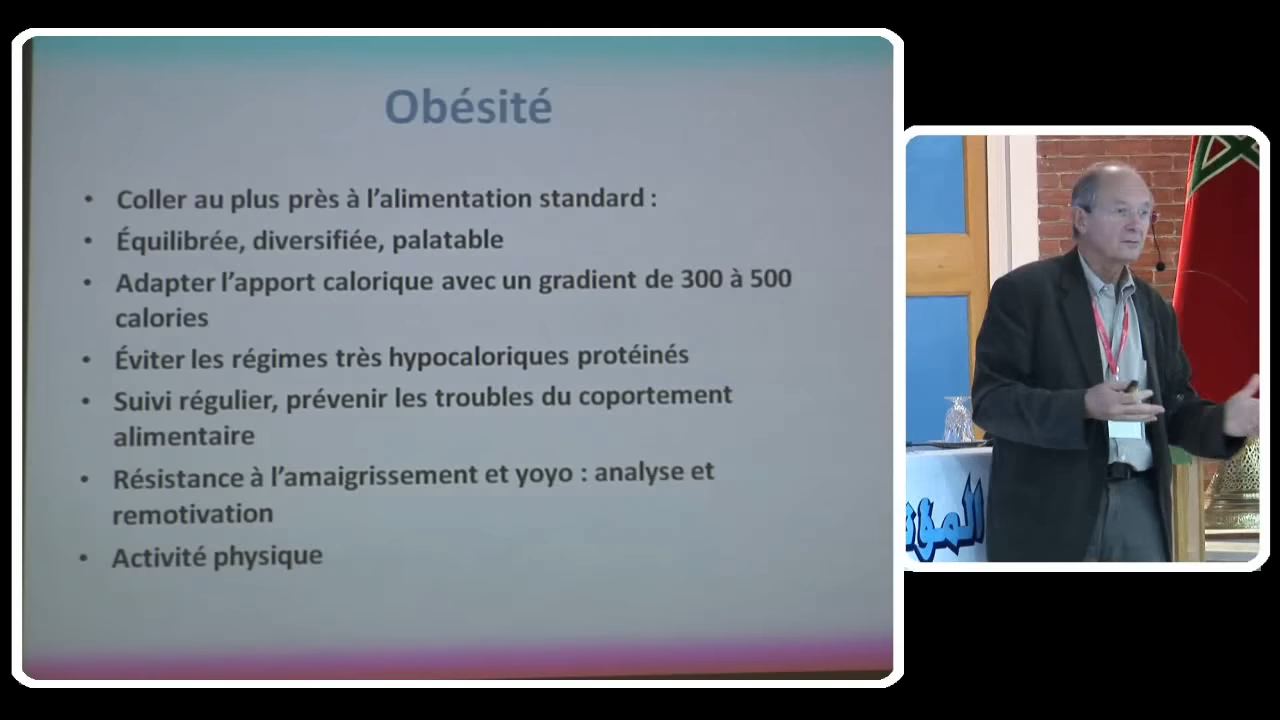 Obésité
• Coller au plus près à l'alimentation standard :
• Équilibrée, diversifiée, palatable
• Adapter l'apport calorique avec un gradient de 300 à 500
calories
• Éviter les régimes très hypocaloriques protéinés
• Suivi régulier, prévenir les troubles du coportement
alimentaire
• Résistance à l'amaigrissement et yoyo : analyse et
remotivation
• Activité physique